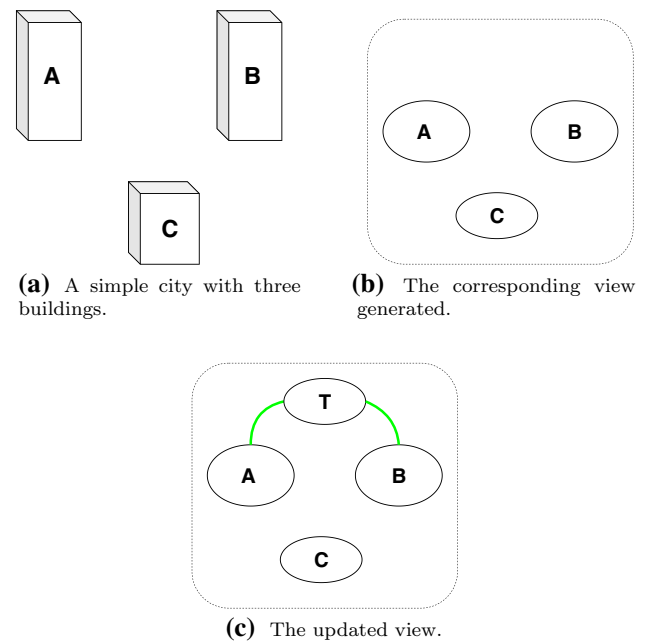 A
B
C
(a) A simple city with three
buildings.
A
B
C
(b) The corresponding view
generated.
T
A
B
C
(c) The updated view.